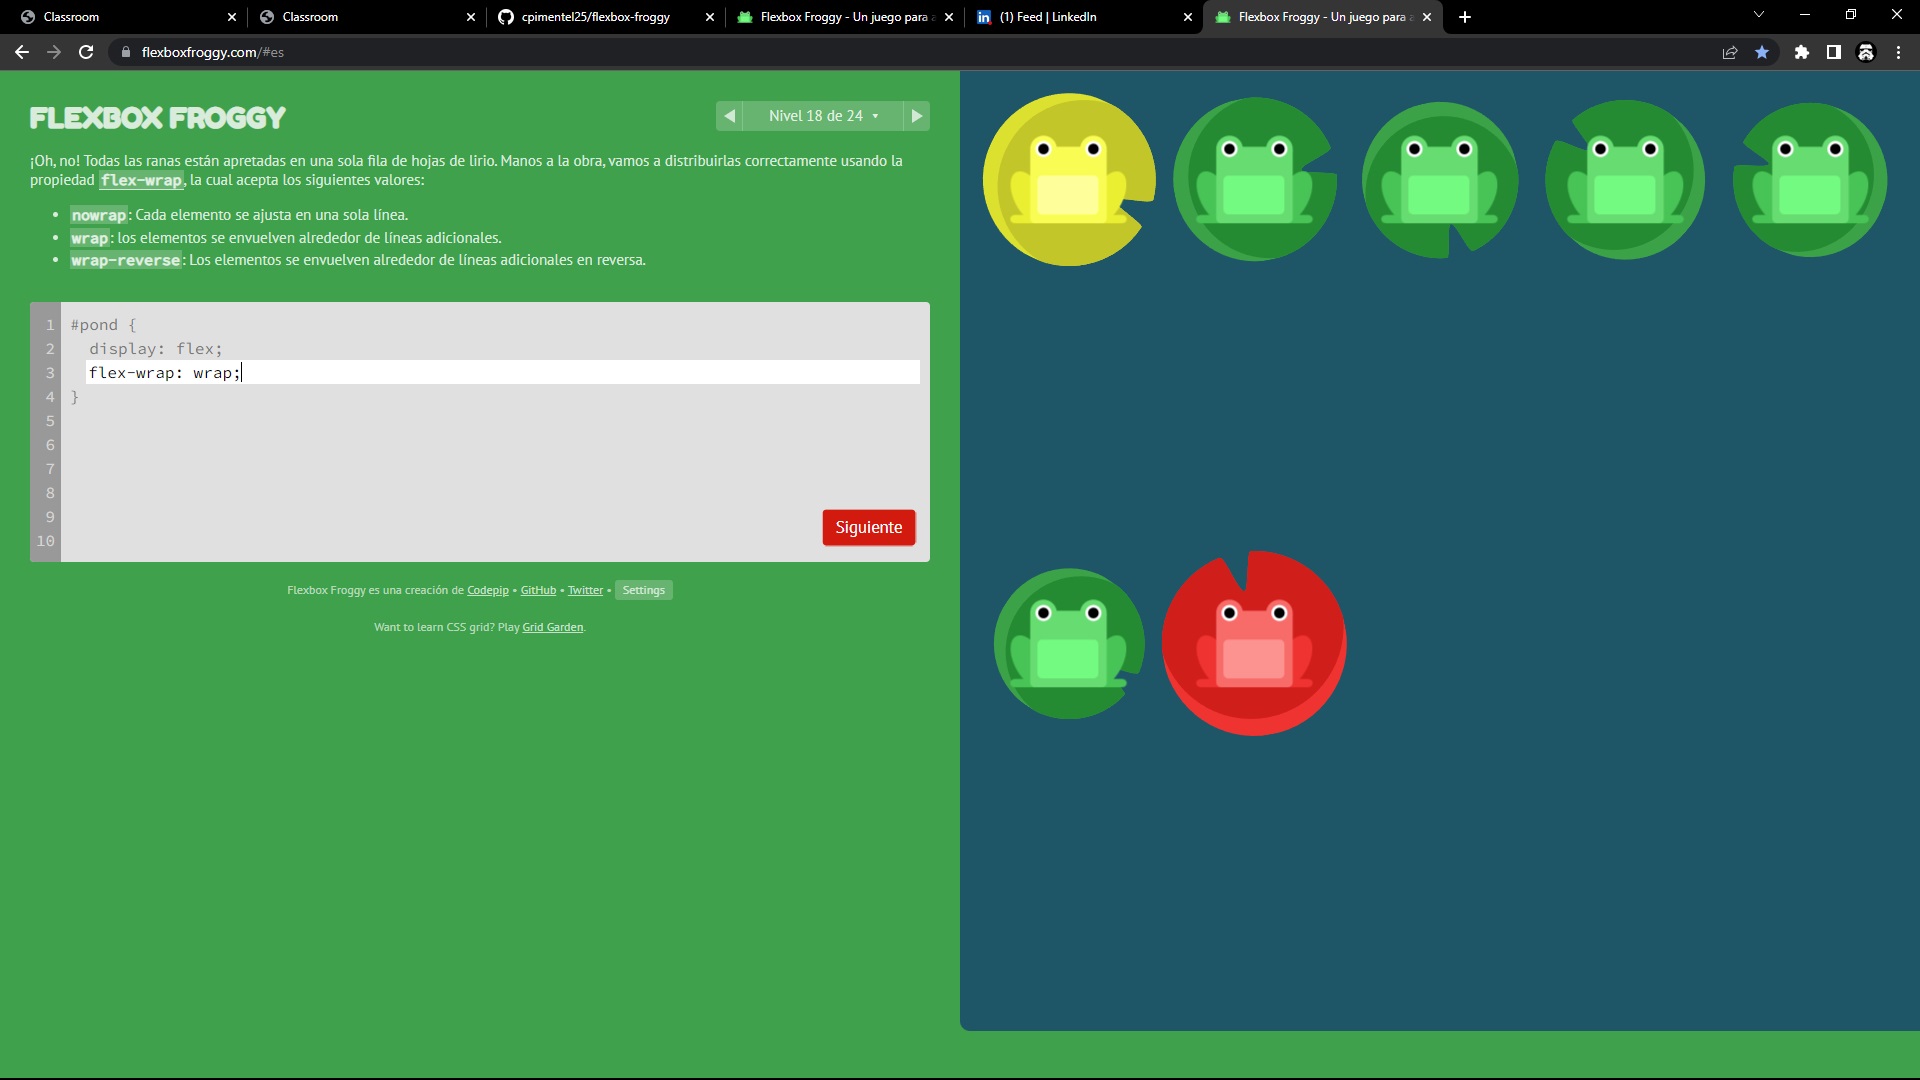 Classroom
Classroom
cpimentel25/flexbox-froggy
Flexbox Froggy - Un juego para a
(1) Feed | LinkedIn
Flexbox Froggy - Un juego para a
flexboxfroggy.com/#es
FLEXBOX FROGGY
Nivel 18 de 24
¡Oh, no! Todas las ranas están apretadas en una sola fila de hojas de lirio. Manos a la obra, vamos a distribuirlas correctamente usando la
propiedad flex-wrap, la cual acepta los siguientes valores:
• nowrap: Cada elemento se ajusta en una sola línea.
• wrap: los elementos se envuelven alrededor de líneas adicionales.
• wrap-reverse: Los elementos se envuelven alrededor de líneas adicionales en reversa.
1 #pond {
2 display: flex;
3 flex-wrap: wrap;
4 }
5
6
7
8
9
10
Siguiente
Flexbox Froggy es una creación de Codepip • GitHub • Twitter • Settings
Want to learn CSS grid? Play Grid Garden.